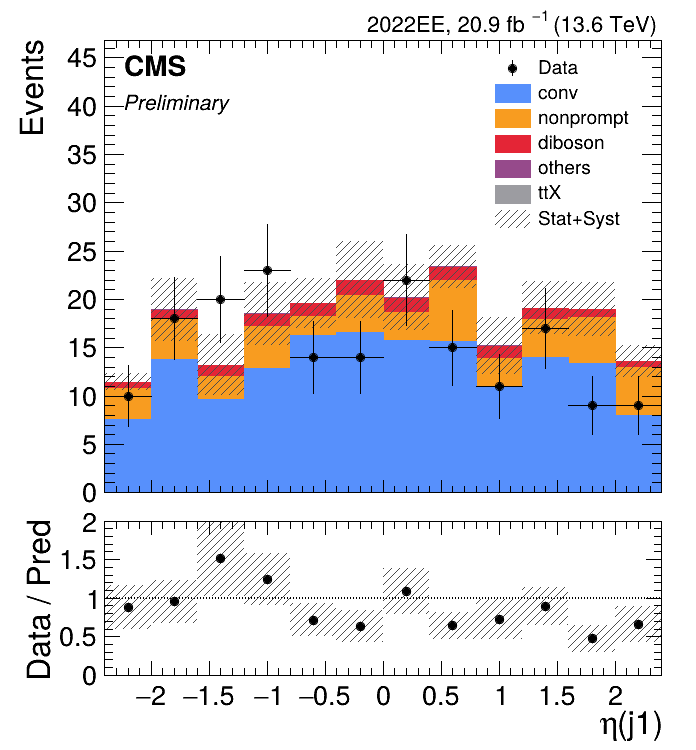 2022EE, 20.9 fb⁻¹ (13.6 TeV)
CMS
Preliminary
Events
45
40
35
30
25
20
15
10
5
0
Data
conv
nonprompt
diboson
others
ttX
Stat+Syst
Data / Pred
2
1.5
1
0.5
0
−2 −1.5 −1 −0.5 0 0.5 1 1.5 2
η(j1)